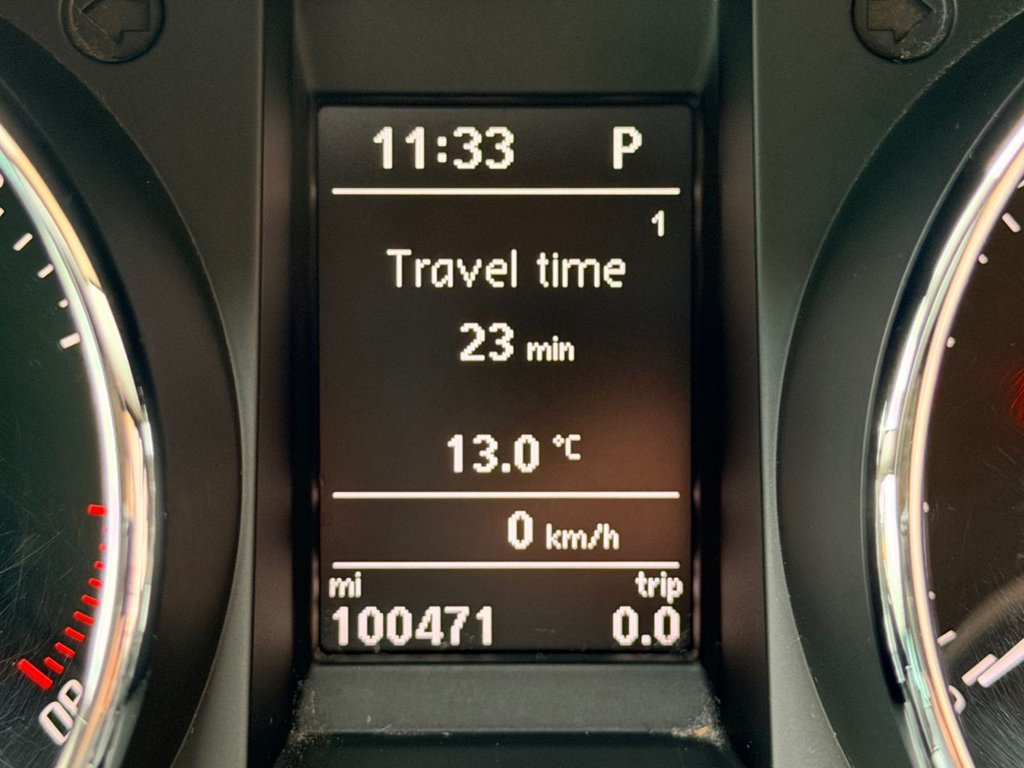 11:33 P
1
Travel time
23 min
13.0 °C
0 km/h
mi trip
100471 0.0